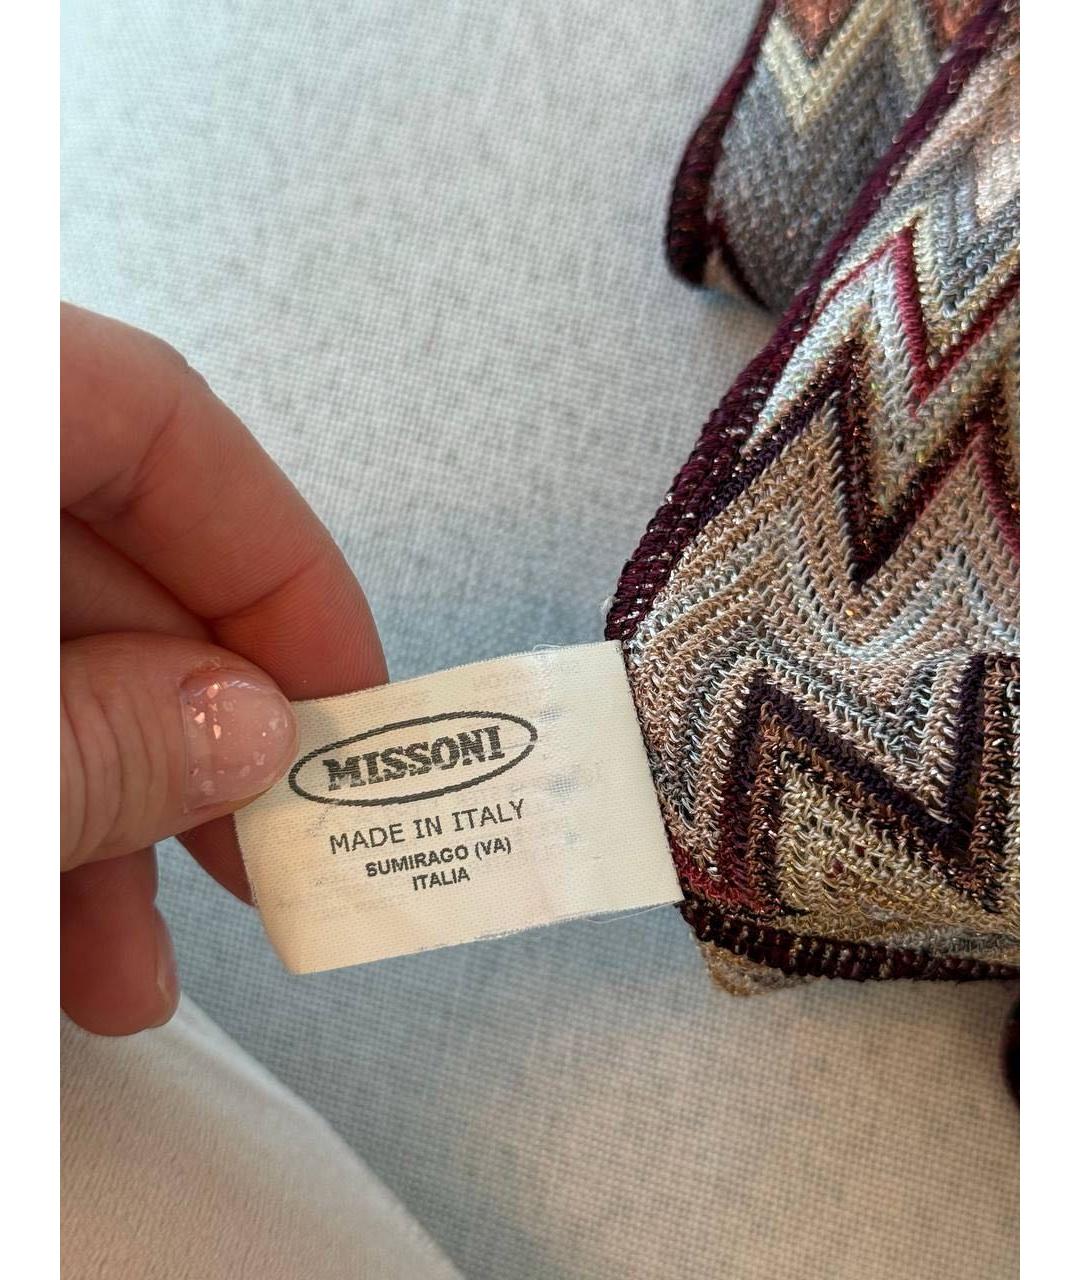 MISSONI
MADE IN ITALY
SUMIRAGO (VA)
ITALIA